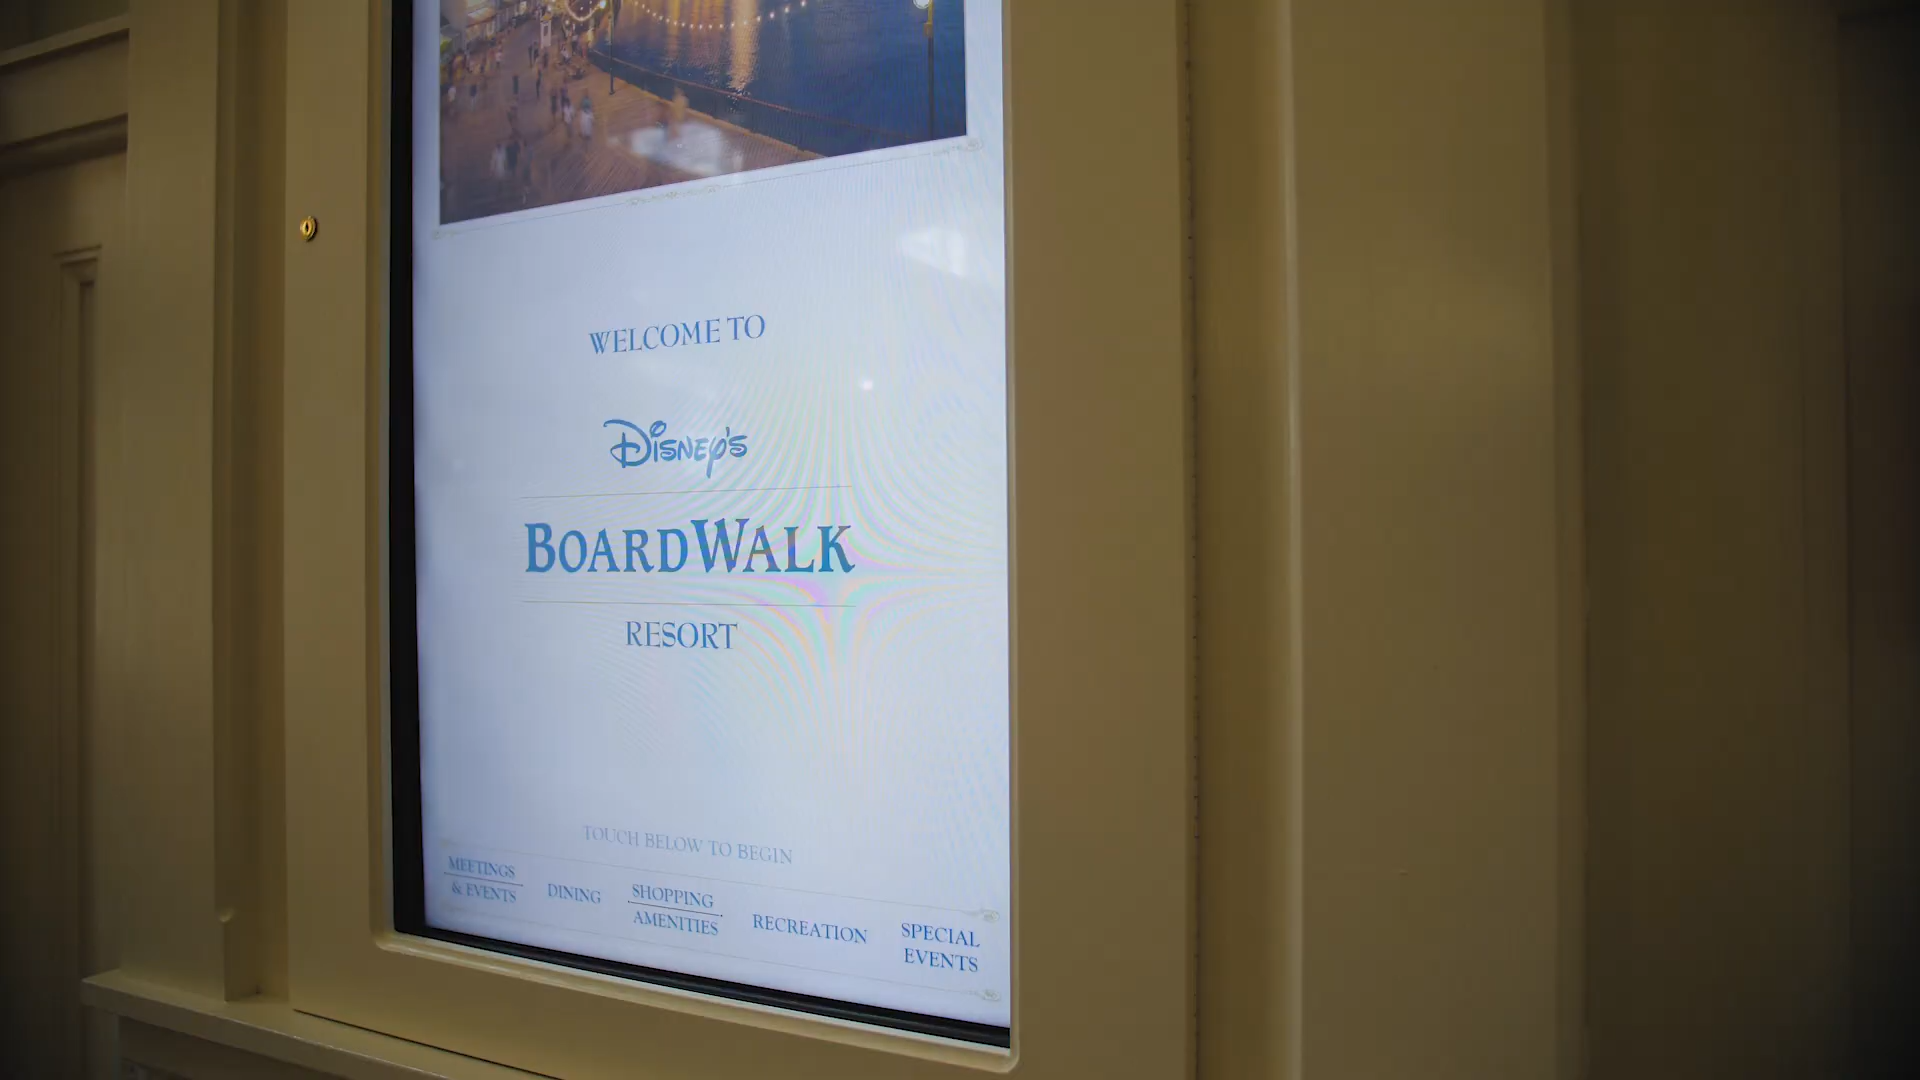 WELCOME TO
DISNEY'S
BOARDWALK
RESORT
TOUCH BELOW TO BEGIN
MEETINGS
& EVENTS
DINING
SHOPPING
AMENITIES
RECREATION
SPECIAL
EVENTS